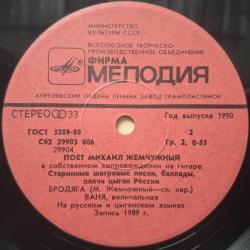 МИНИСТЕРСТВО
КУЛЬТУРЫ СССР
ВСЕСОЮЗНОЕ ТВОРЧЕСКО-
ПРОИЗВОДСТВЕННОЕ ОБЪЕДИНЕНИЕ
ФИРМА
МЕЛОДИЯ
АПРЕЛЕВСКИЙ ОРДЕНА ЛЕНИНА ЗАВОД ГРАМПЛАСТИНОК
СТЕРЕО 33
Год выпуска 1990
ГОСТ 5289-88 2
С62 29903 006 Гр. 2, 0-55
29904
ПОЕТ МИХАИЛ ЖЕМЧУЖНЫЙ
в собственном сопровождении на гитаре
Старинные шатровые песни, баллады,
плачи цыган России
БРОДЯГА (М. Жемчужный—сл. нар.)
ВАНЯ, величальная
На русском и цыганском языках
Запись 1989 г.